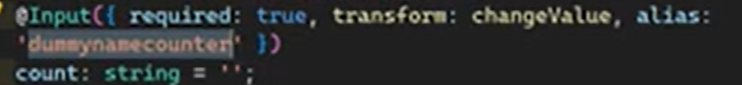 @Input({ required: true, transform: changeValue, alias:
'dummynamecounter' })
count: string = '';